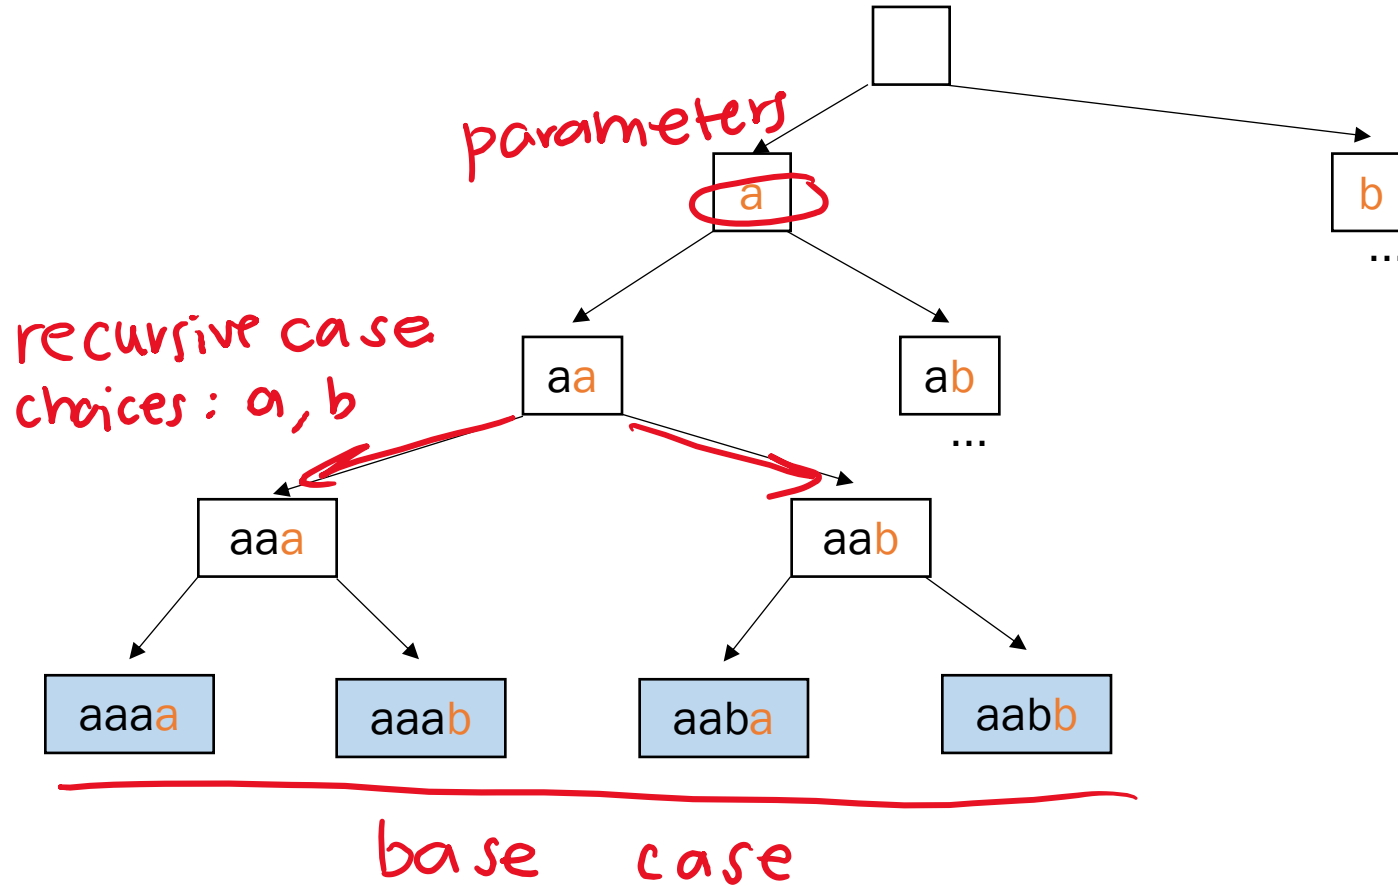 parameters
a
b
...
recursive case
choices: a, b
aa
ab
...
aaa
aab
aaaa
aaab
aaba
aabb
base case